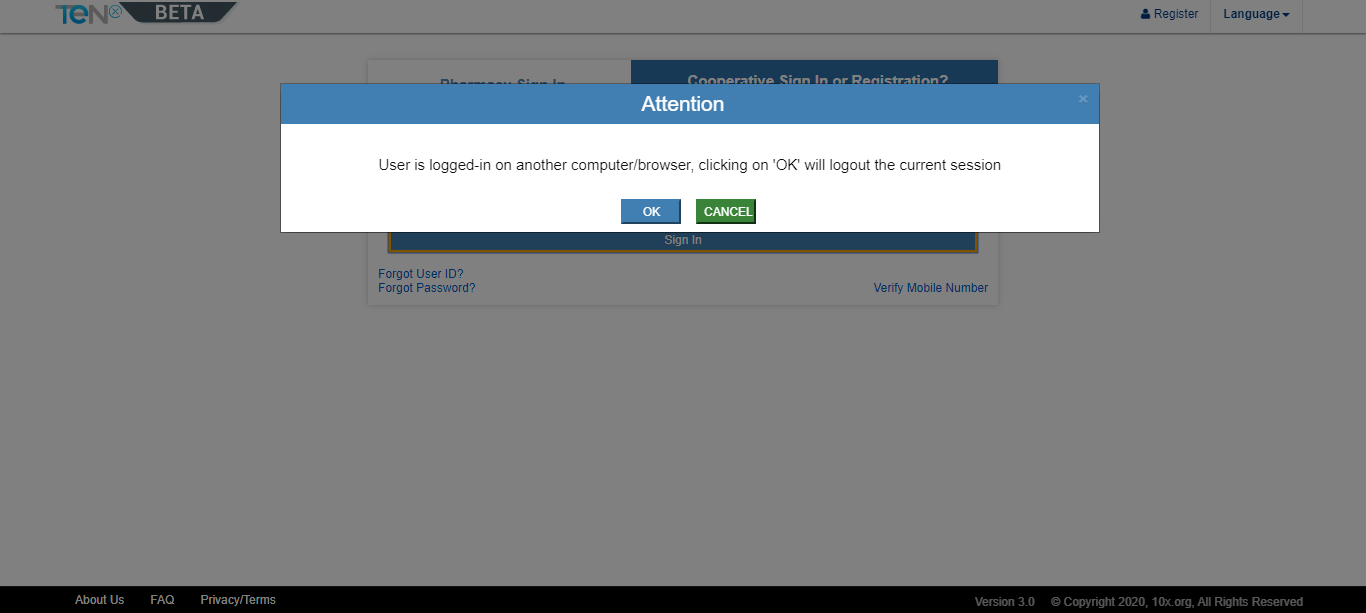 TeNⓧ BETA
Register
Language
Pharmacy Sign In
Cooperative Sign In or Registration?
Attention
×
User is logged-in on another computer/browser, clicking on 'OK' will logout the current session
OK
CANCEL
Sign In
Forgot User ID?
Forgot Password?
Verify Mobile Number
About Us
FAQ
Privacy/Terms
Version 3.0
© Copyright 2020, 10x.org, All Rights Reserved